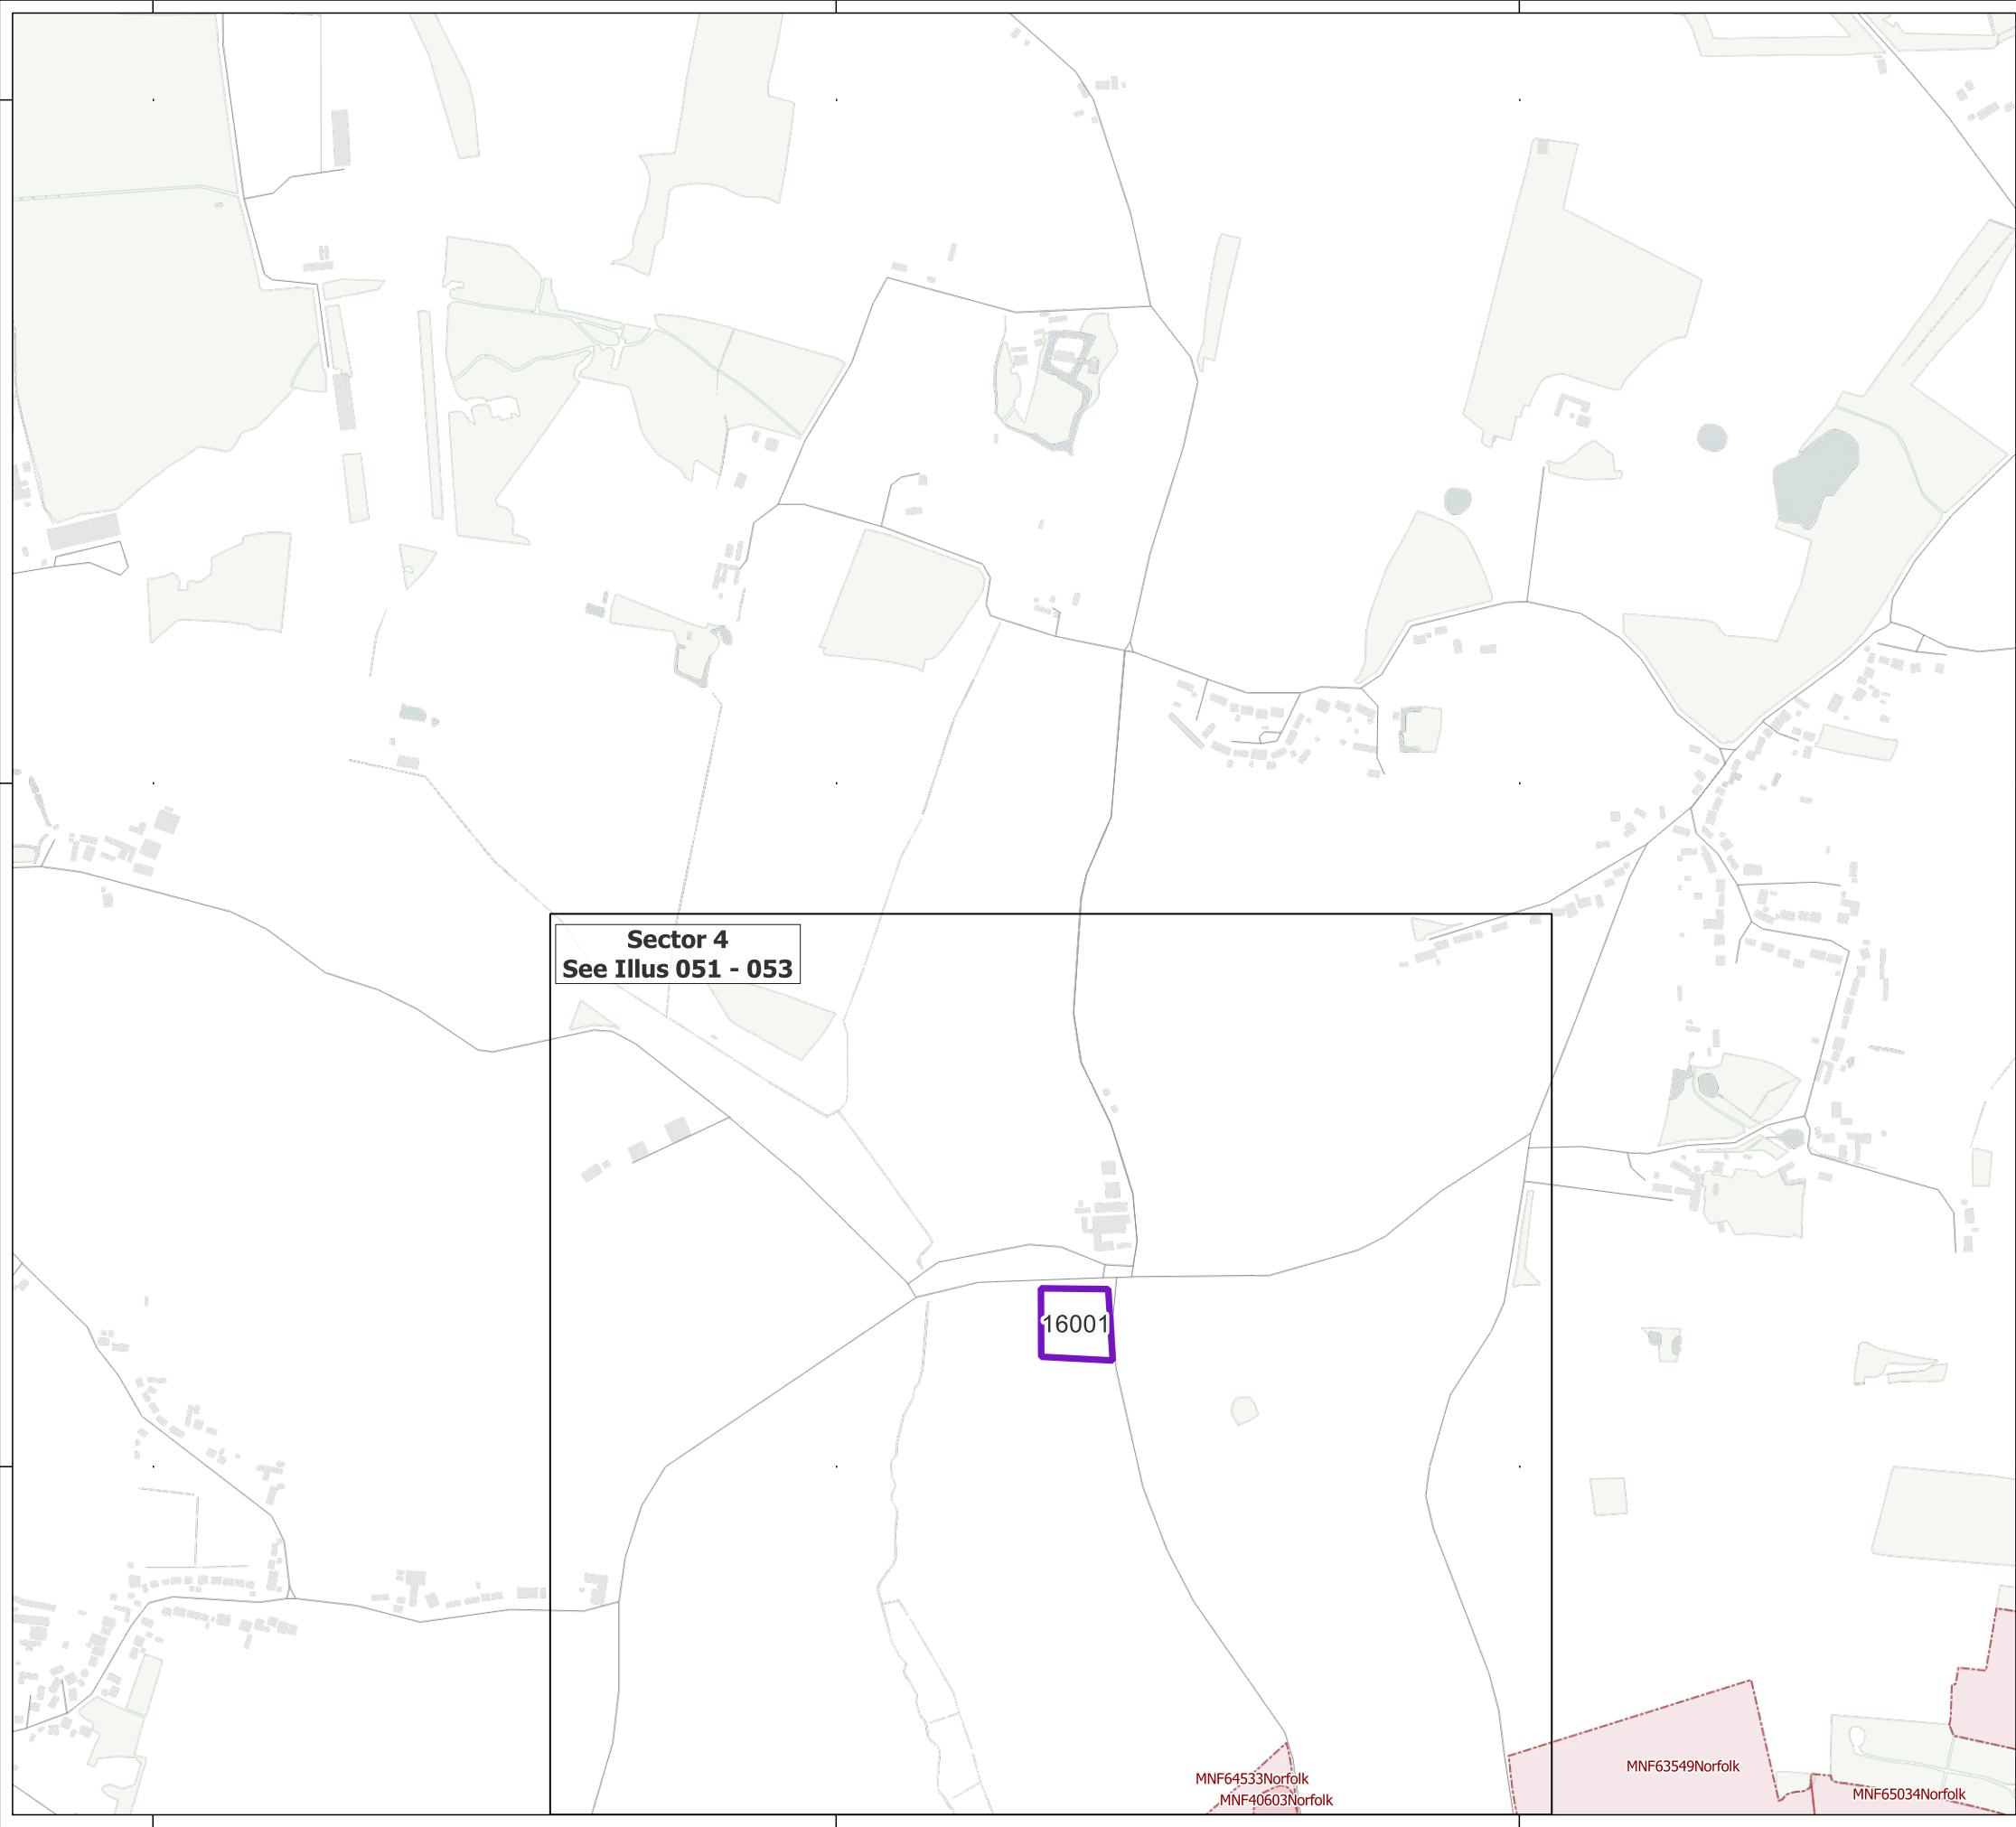 Sector 4
See Illus 051 - 053
16001
MNF64533Norfolk
MNF40603Norfolk
MNF63549Norfolk
MNF65034Norfolk